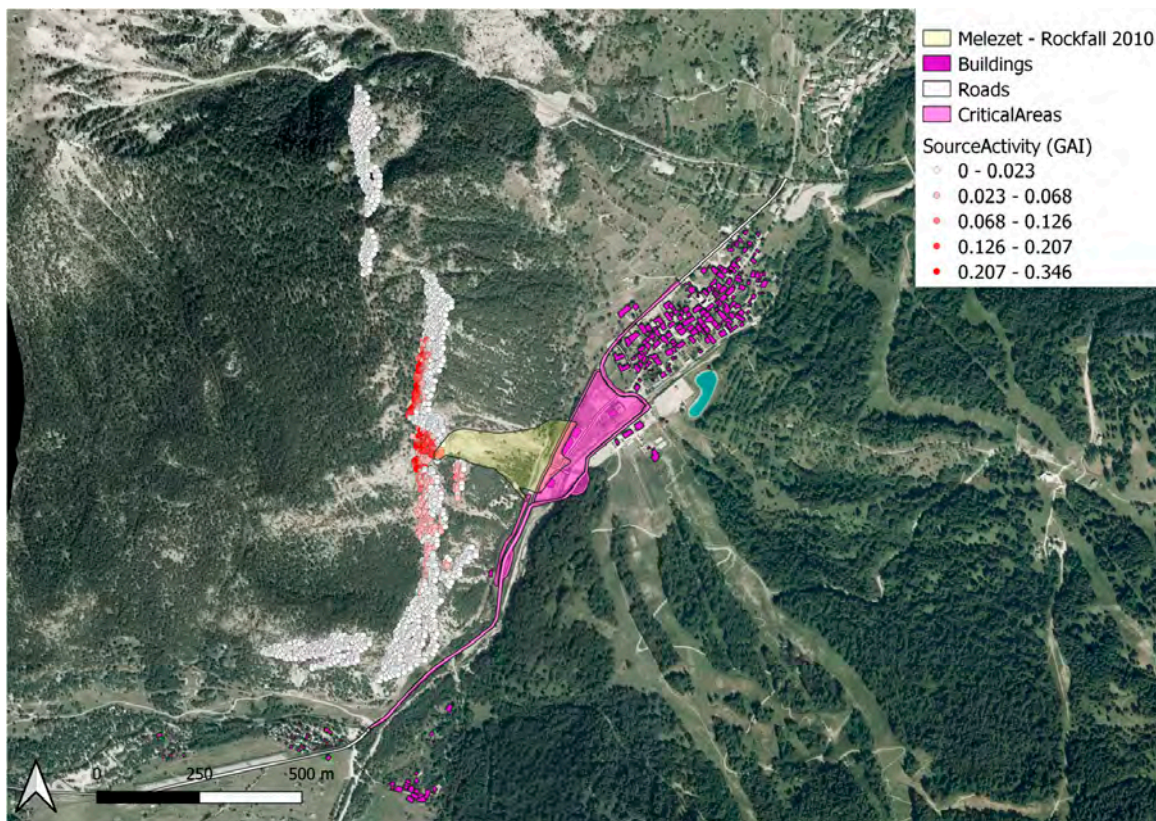 Melezet - Rockfall 2010
Buildings
Roads
CriticalAreas
SourceActivity (GAI)
0 - 0.023
0.023 - 0.068
0.068 - 0.126
0.126 - 0.207
0.207 - 0.346
0 250 500 m